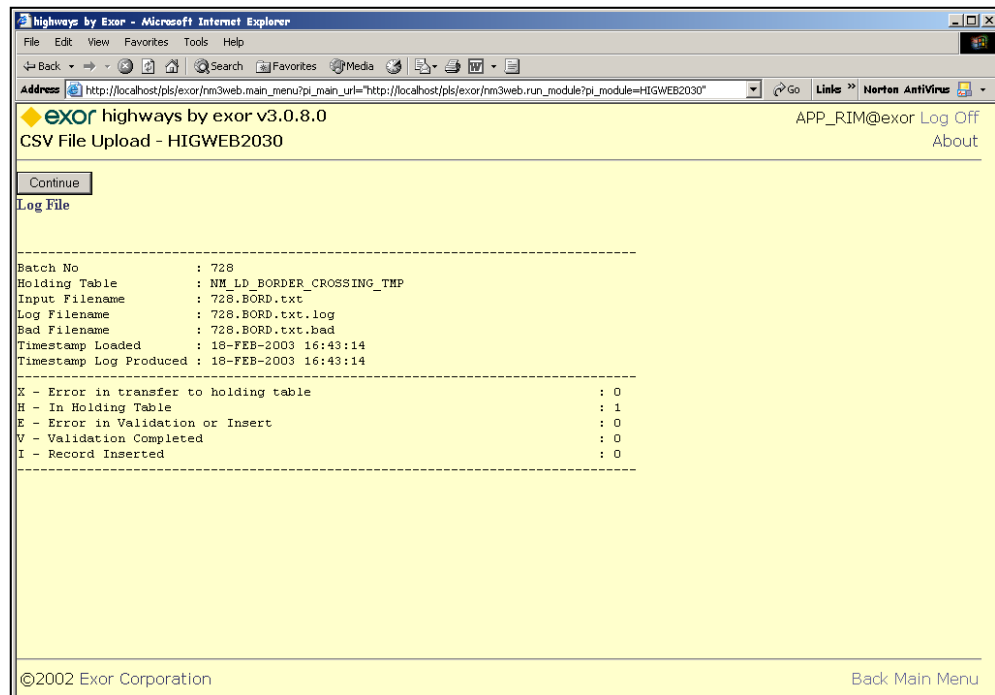 highways by Exor - Microsoft Internet Explorer
File Edit View Favorites Tools Help
Back Search Favorites Media
Address http://localhost/pls/exor/nm3web.main_menu?pi_main_url="http://localhost/pls/exor/nm3web.run_module?pi_module=HIGWEB2030" Go Links » Norton AntiVirus
exor highways by exor v3.0.8.0 APP_RIM@exor Log Off
CSV File Upload - HIGWEB2030 About
Continue
Log File
--------------------------------------------------------------------------------
Batch No : 728
Holding Table : NM_LD_BORDER_CROSSING_TMP
Input Filename : 728.BORD.txt
Log Filename : 728.BORD.txt.log
Bad Filename : 728.BORD.txt.bad
Timestamp Loaded : 18-FEB-2003 16:43:14
Timestamp Log Produced : 18-FEB-2003 16:43:14
--------------------------------------------------------------------------------
X - Error in transfer to holding table : 0
H - In Holding Table : 1
E - Error in Validation or Insert : 0
V - Validation Completed : 0
I - Record Inserted : 0
--------------------------------------------------------------------------------
©2002 Exor Corporation Back Main Menu